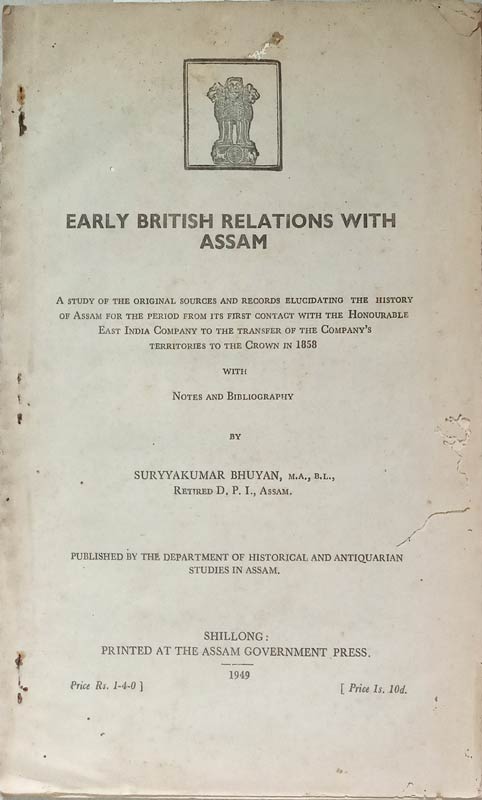 EARLY BRITISH RELATIONS WITH
ASSAM
A STUDY OF THE ORIGINAL SOURCES AND RECORDS ELUCIDATING THE HISTORY
OF ASSAM FOR THE PERIOD FROM ITS FIRST CONTACT WITH THE HONOURABLE
EAST INDIA COMPANY TO THE TRANSFER OF THE COMPANY'S
TERRITORIES TO THE CROWN IN 1858
WITH
NOTES AND BIBLIOGRAPHY
BY
SURYYAKUMAR BHUYAN, M.A., B.L.,
RETIRED D. P. I., ASSAM.
PUBLISHED BY THE DEPARTMENT OF HISTORICAL AND ANTIQUARIAN
STUDIES IN ASSAM.
SHILLONG:
PRINTED AT THE ASSAM GOVERNMENT PRESS.
1949
Price Rs. 1-4-0 ]
[ Price 1s. 10d.